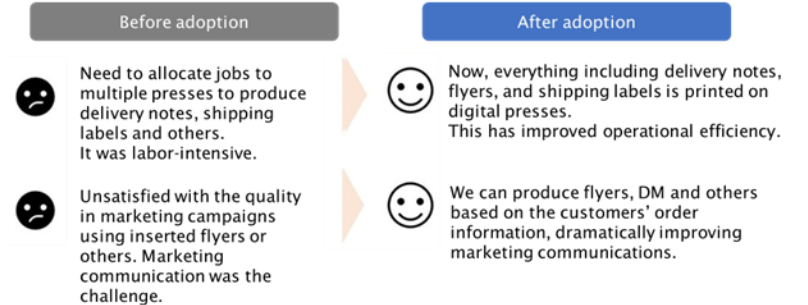 Before adoption
After adoption
Need to allocate jobs to
multiple presses to produce
delivery notes, shipping
labels and others.
It was labor-intensive.
Now, everything including delivery notes,
flyers, and shipping labels is printed on
digital presses.
This has improved operational efficiency.
Unsatisfied with the quality
in marketing campaigns
using inserted flyers or
others. Marketing
communication was the
challenge.
We can produce flyers, DM and others
based on the customers’ order
information, dramatically improving
marketing communications.